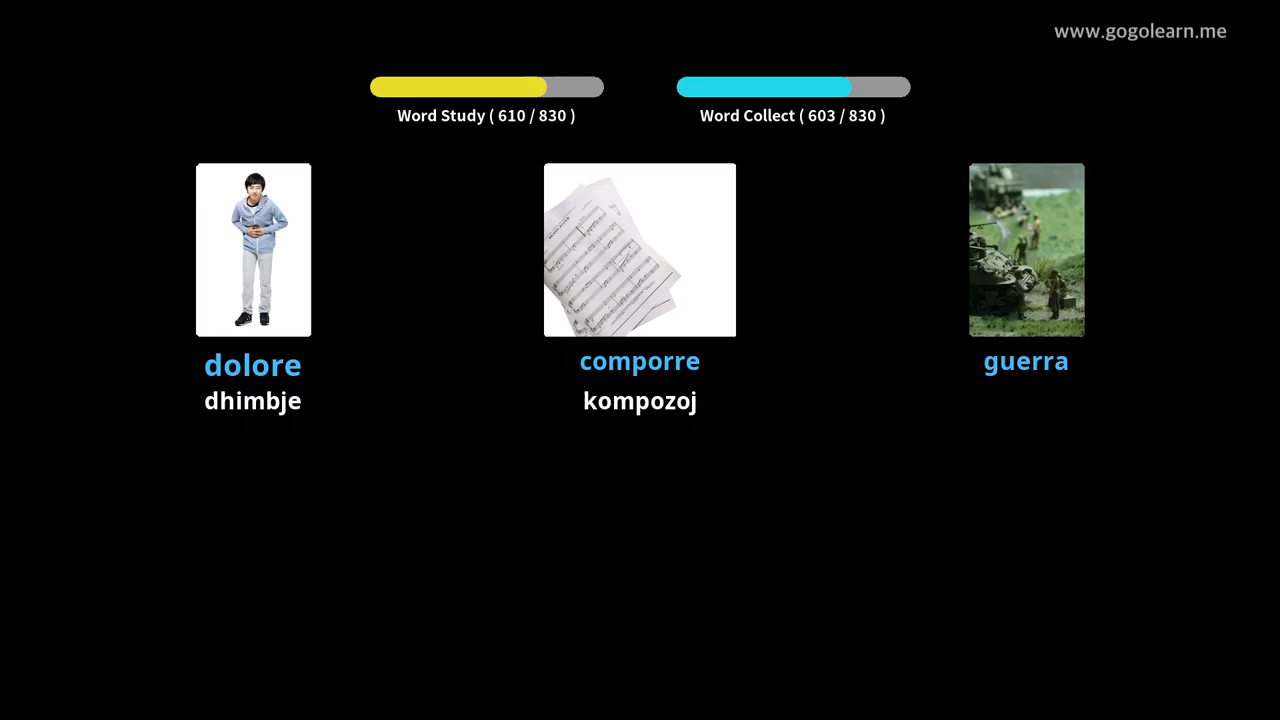 www.gogolearn.me
Word Study ( 610 / 830 )
Word Collect ( 603 / 830 )
dolore
comporre
guerra
dhimbje
kompozoj